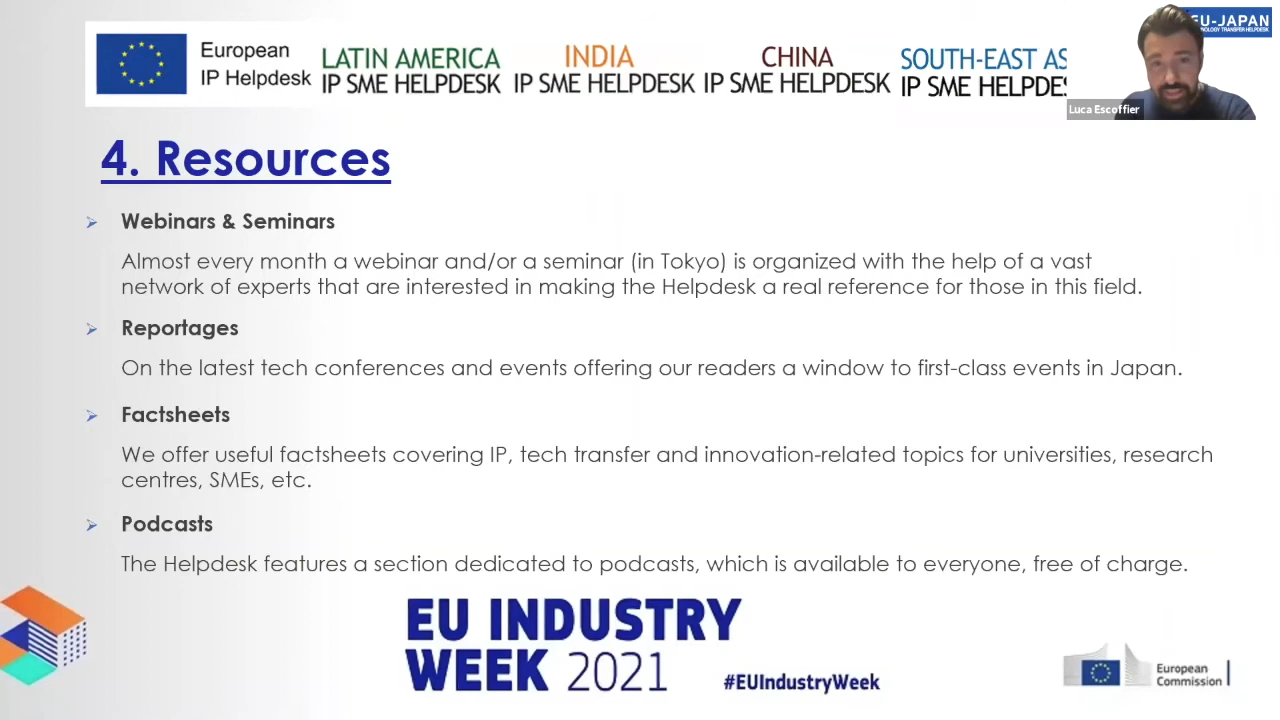 European
IP Helpdesk
LATIN AMERICA
IP SME HELPDESK
INDIA
IP SME HELPDESK
CHINA
IP SME HELPDESK
SOUTH-EAST AS
IP SME HELPDES
EU-JAPAN
TRANSFER HELPDESK
Luca Escoffier
4. Resources
Webinars & Seminars
Almost every month a webinar and/or a seminar (in Tokyo) is organized with the help of a vast
network of experts that are interested in making the Helpdesk a real reference for those in this field.
Reportages
On the latest tech conferences and events offering our readers a window to first-class events in Japan.
Factsheets
We offer useful factsheets covering IP, tech transfer and innovation-related topics for universities, research
centres, SMEs, etc.
Podcasts
The Helpdesk features a section dedicated to podcasts, which is available to everyone, free of charge.
EU INDUSTRY
WEEK 2021
#EUIndustryWeek
European
Commission